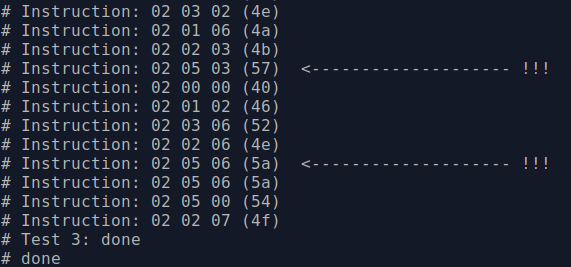 # Instruction: 02 03 02 (4e)
# Instruction: 02 01 06 (4a)
# Instruction: 02 02 03 (4b)
# Instruction: 02 05 03 (57)  <-------------------- !!!
# Instruction: 02 00 00 (40)
# Instruction: 02 01 02 (46)
# Instruction: 02 03 06 (52)
# Instruction: 02 02 06 (4e)
# Instruction: 02 05 06 (5a)  <-------------------- !!!
# Instruction: 02 05 06 (5a)
# Instruction: 02 05 00 (54)
# Instruction: 02 02 07 (4f)
# Test 3: done
# done